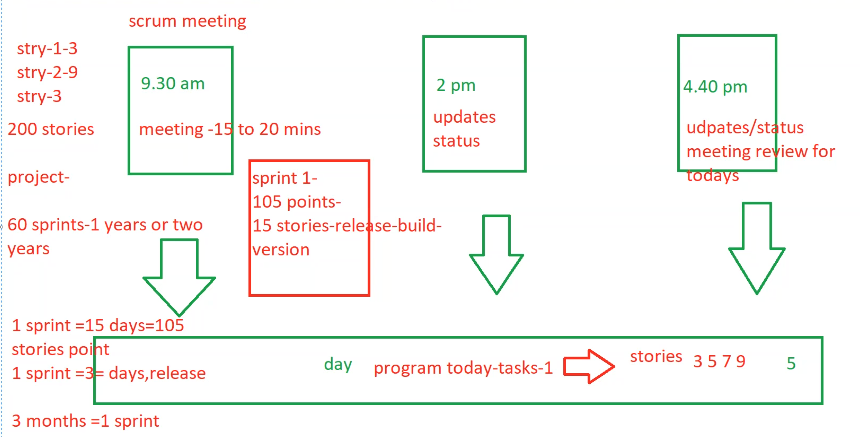 scrum meeting
stry-1-3
stry-2-9
stry-3
200 stories
project-
60 sprints-1 years or two
years
9.30 am
meeting -15 to 20 mins
sprint 1-
105 points-
15 stories-release-build-
version
2 pm
updates
status
4.40 pm
udpates/status
meeting review for
todays
1 sprint =15 days=105
stories point
1 sprint =3= days,release
3 months =1 sprint
day
program today-tasks-1
stories
3 5 7 9
5